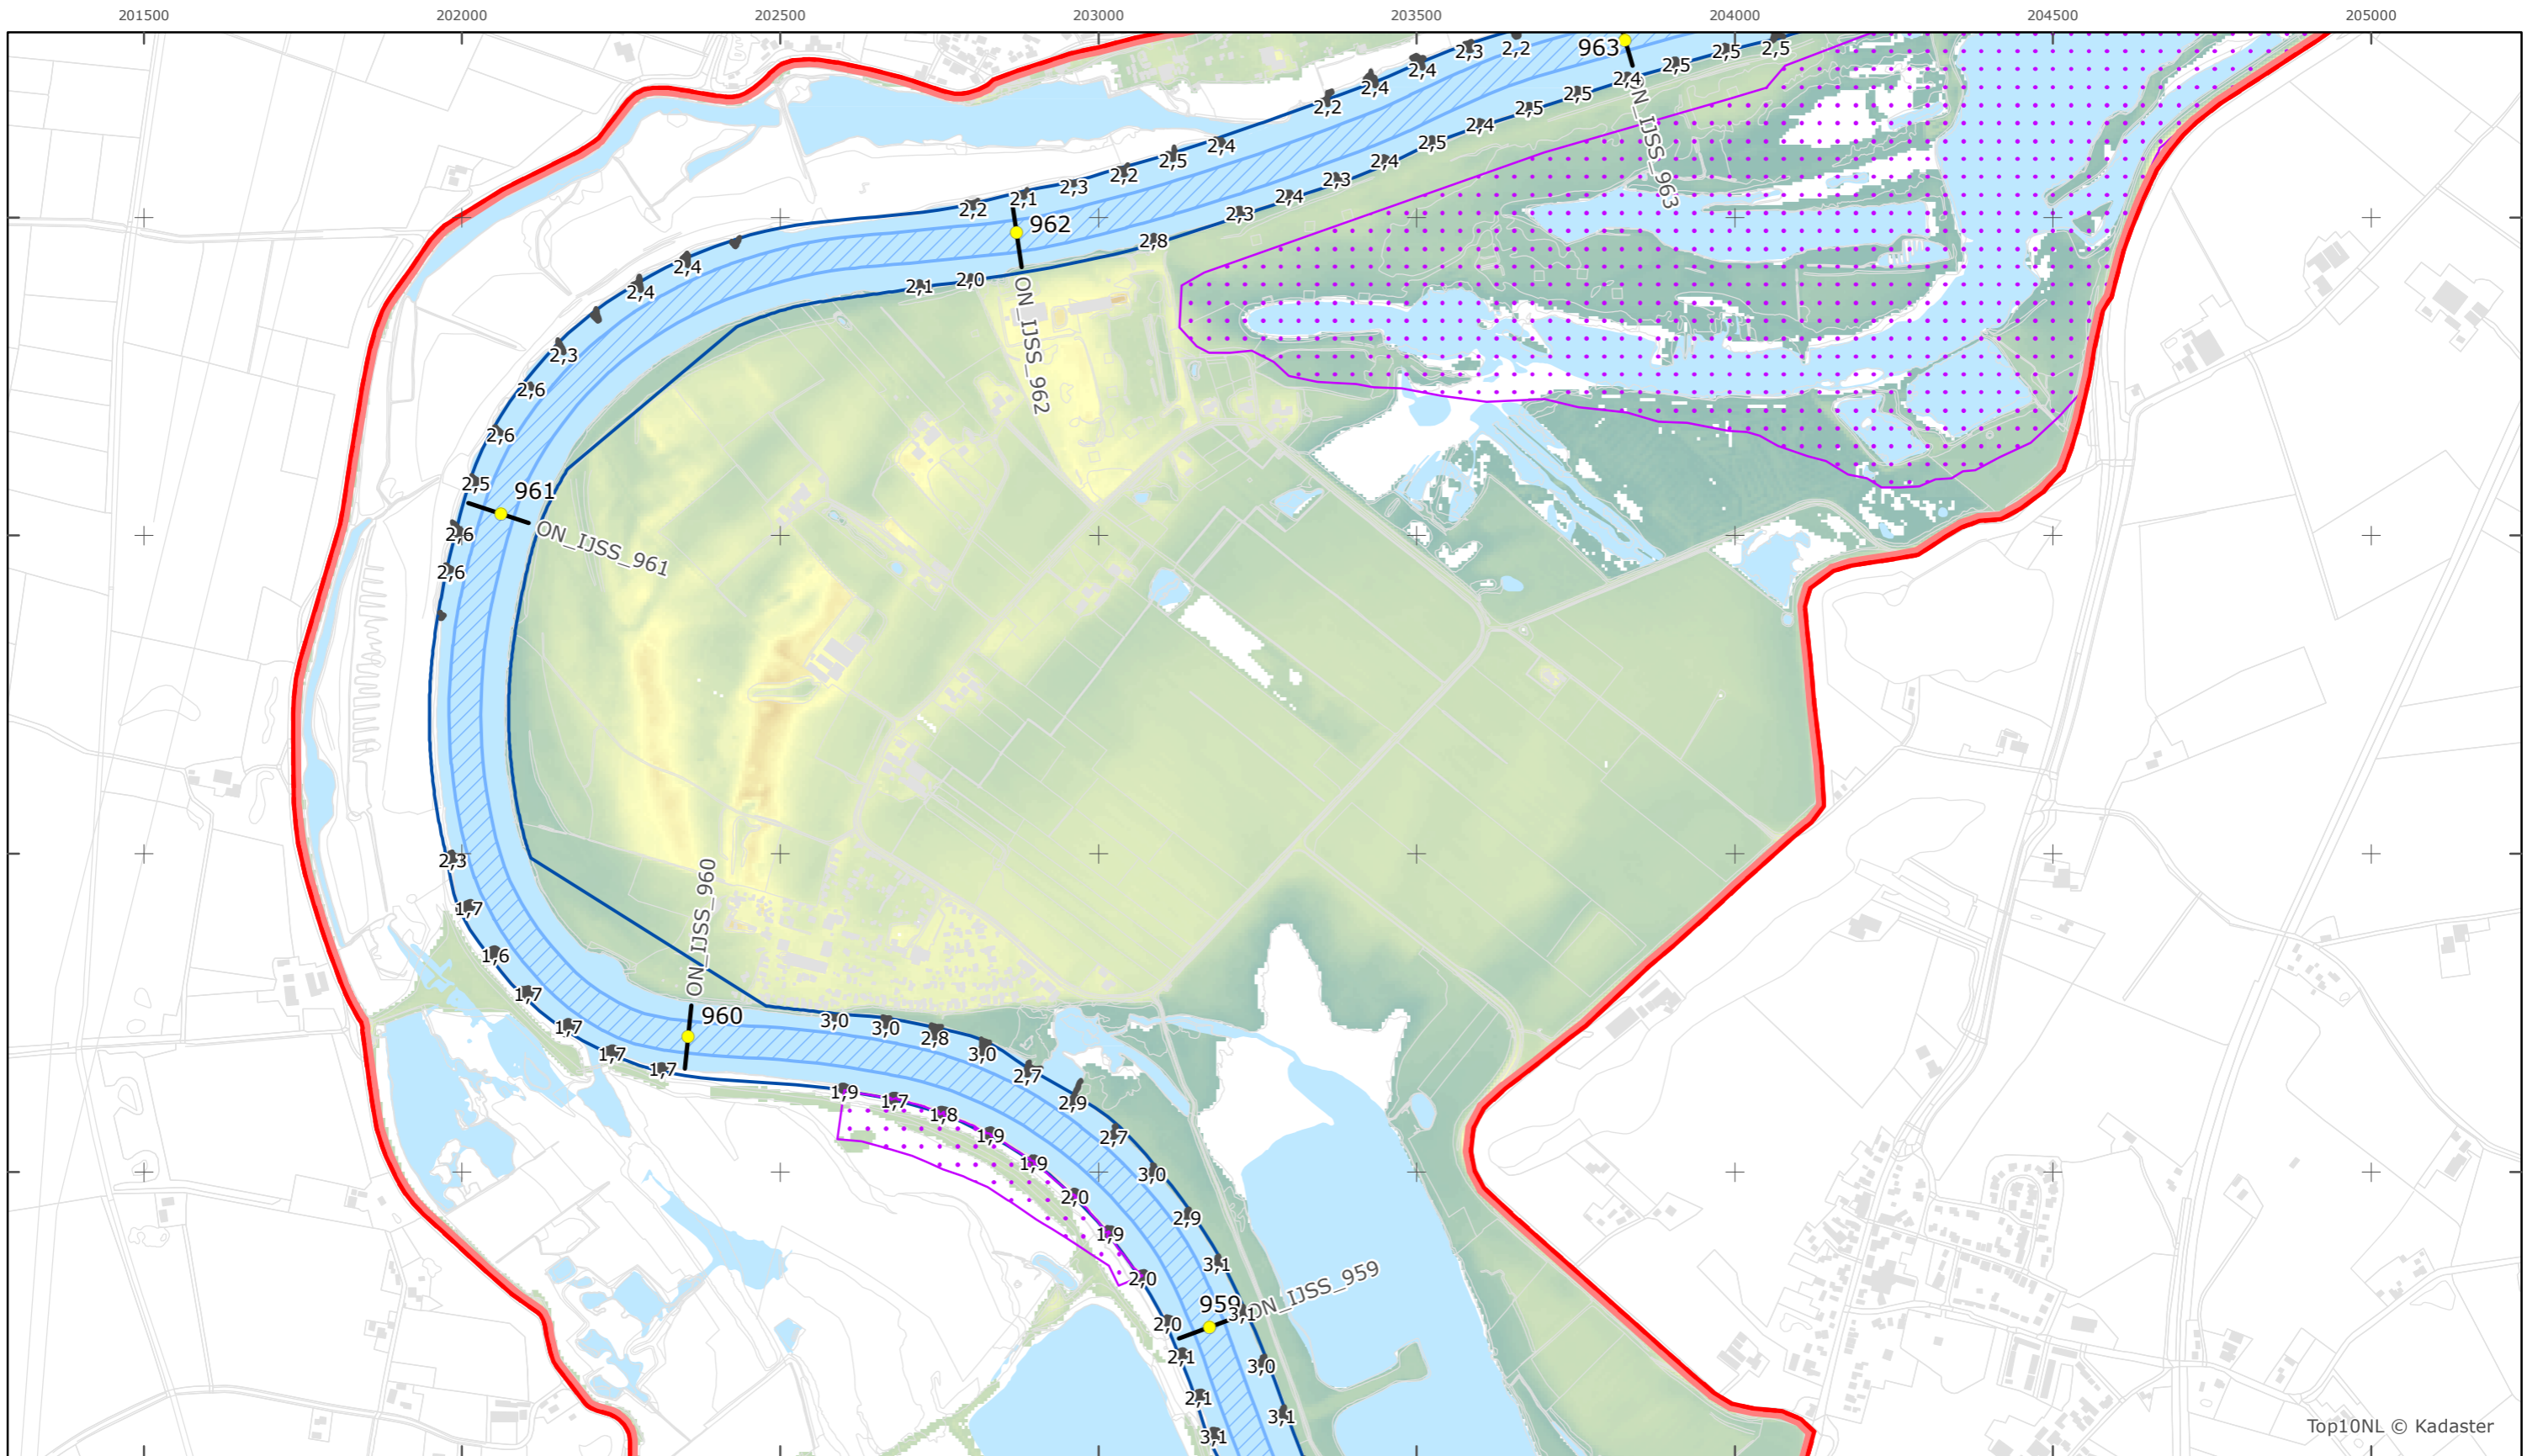 201500 202000 202500 203000 203500 204000 204500 205000
2,3 2,2 963 2,5 2,5
2,4 2,4 2,5
2,4 2,2 2,5 2,5
ON_IJSS_963
2,4 2,4 2,5
2,5 2,4
2,2 2,3 2,3
2,2 2,1 2,4
962 2,3
2,8
2,4 2,4
2,1 2,0
ON_IJSS_962
2,3
2,6
2,6
2,5 961
2,6 ON_IJSS_961
2,6
2,3
ON_IJSS_960
1,7
1,6
1,7
960
1,7 3,0 3,0 2,8
1,7 3,0
1,7 2,7
1,9 1,7 2,9
1,8
1,9 2,7
1,9 3,0
2,0 2,9
1,9
2,0 3,1
ON_IJSS_959
959
2,0 3,1
2,1 3,0
2,1
3,1 3,1
Top10NL © Kadaster